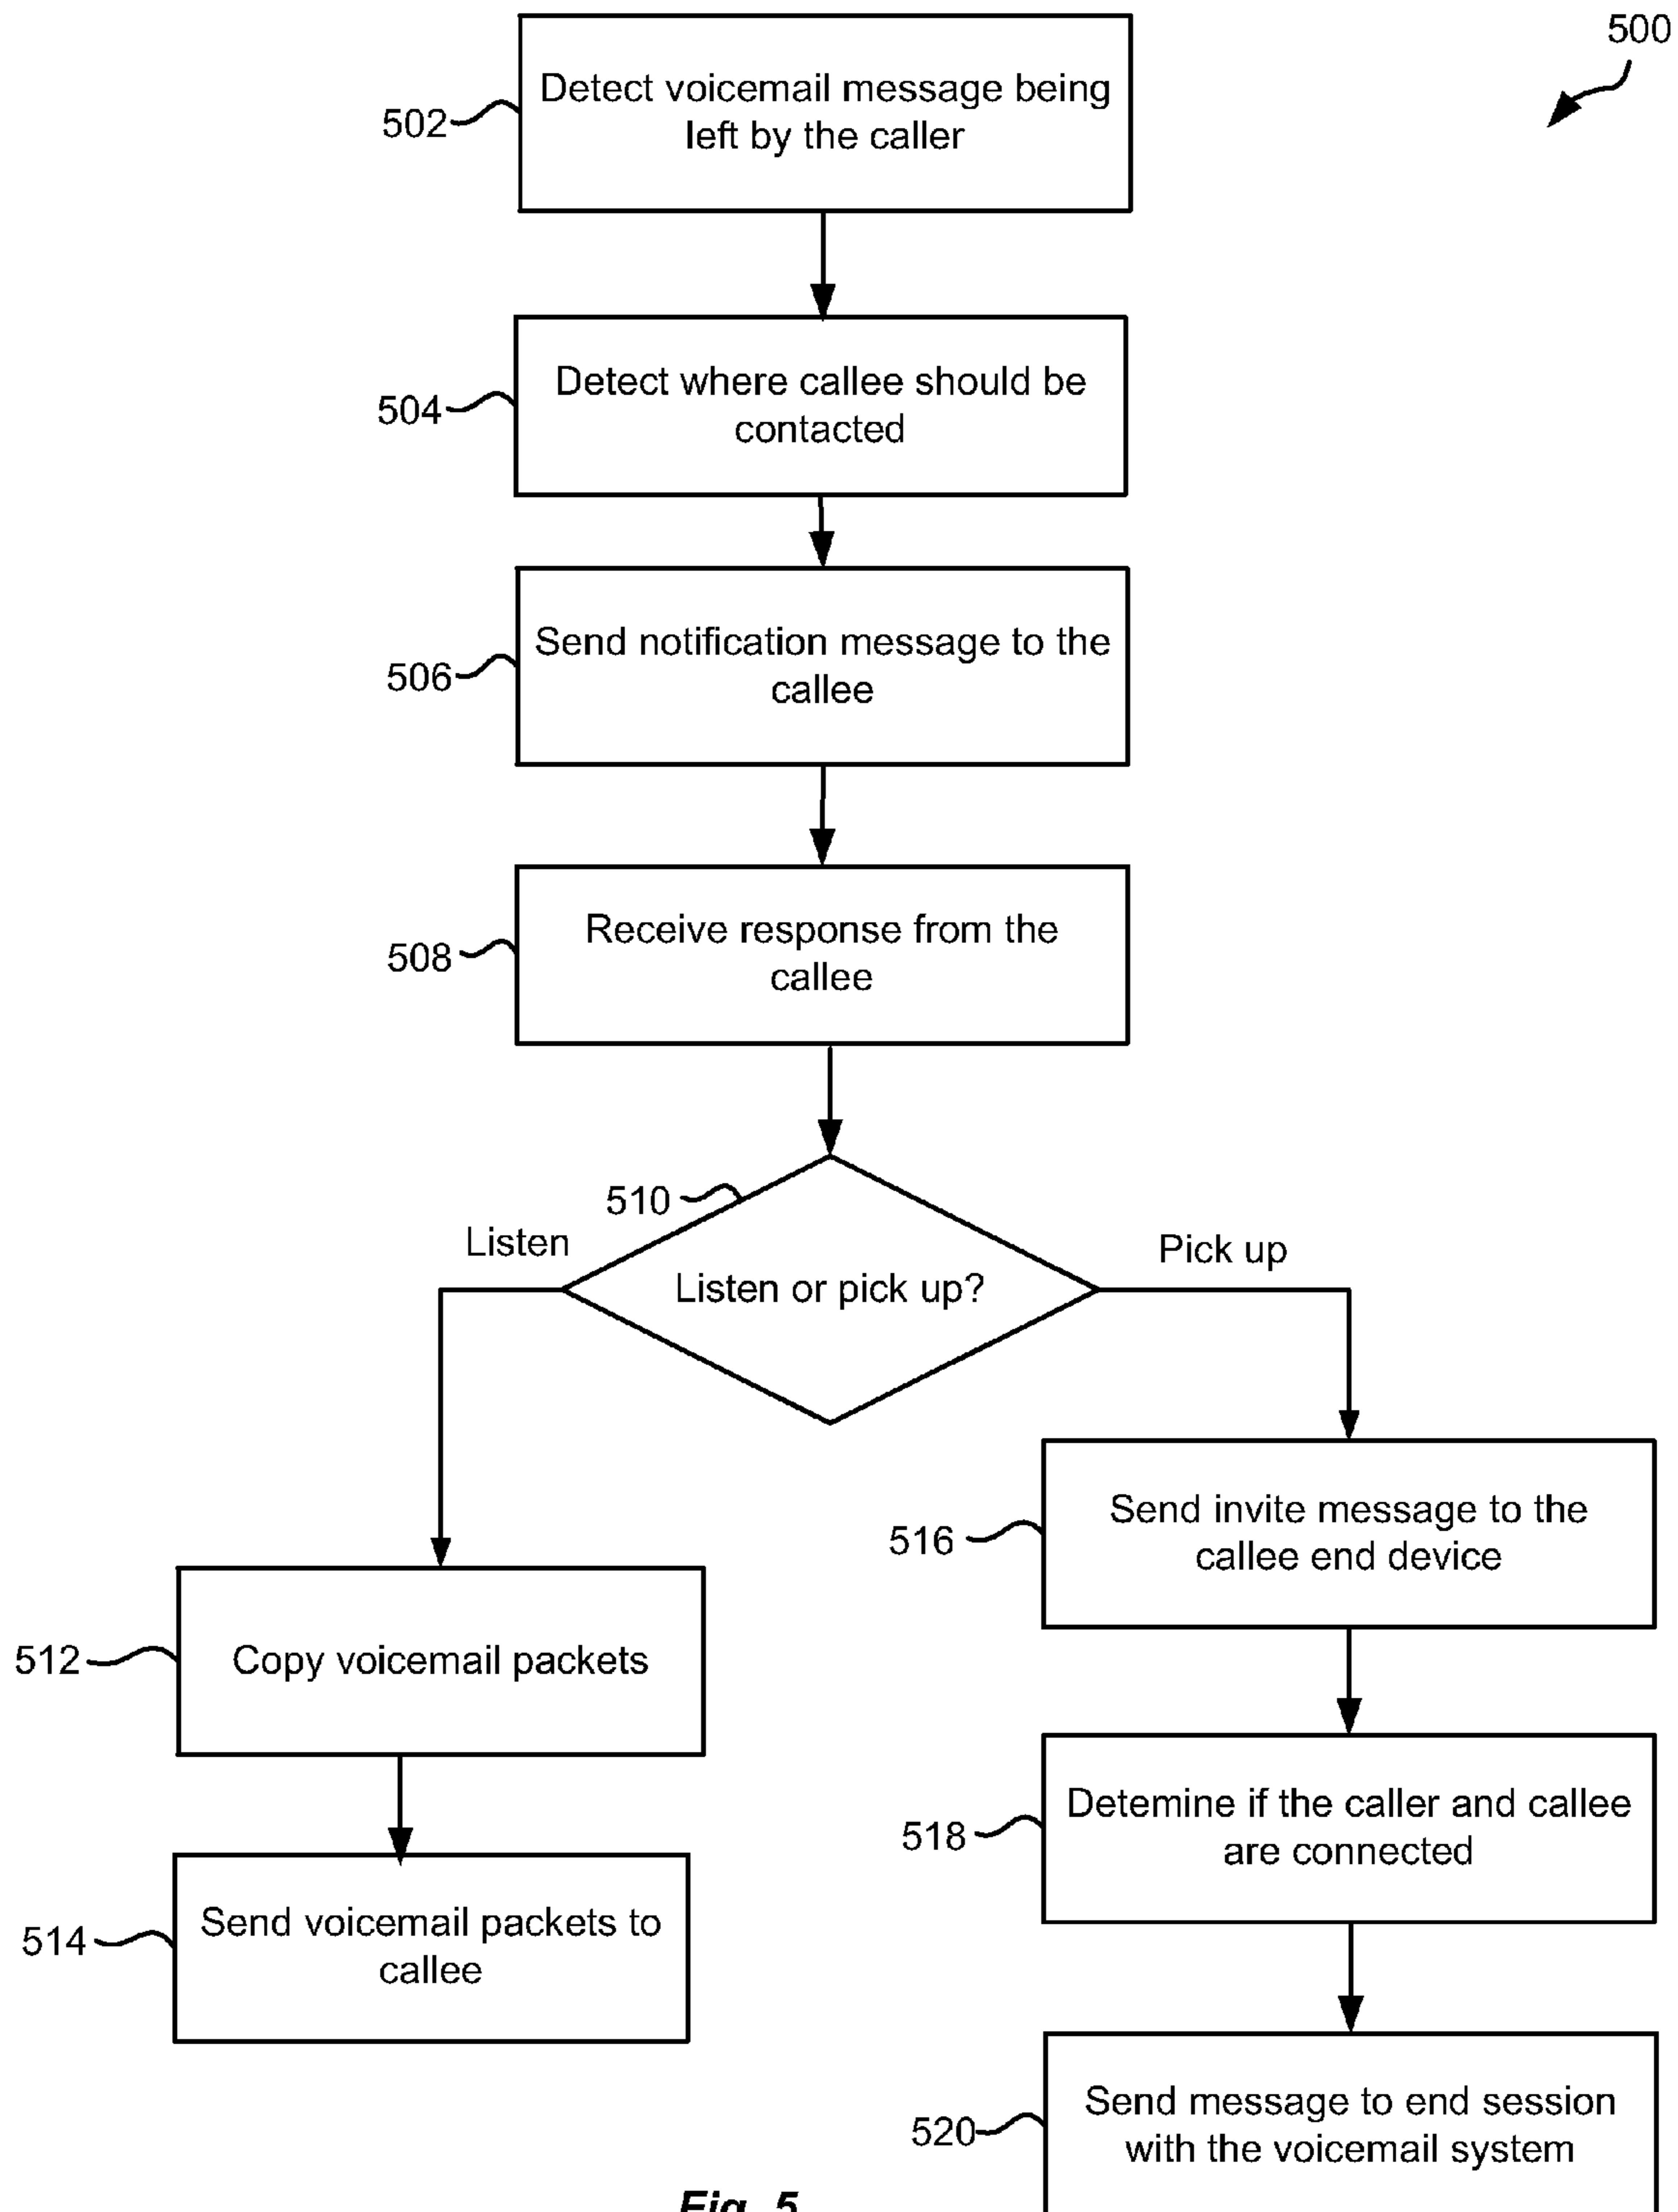 500
Detect voicemail message being
left by the caller
502
Detect where callee should be
contacted
504
Send notification message to the
callee
506
Receive response from the
callee
508
510
Listen
Listen or pick up?
Pick up
Send invite message to the
callee end device
516
Copy voicemail packets
512
Detemine if the caller and callee
are connected
518
Send voicemail packets to
callee
514
Send message to end session
with the voicemail system
520
Fig. 5